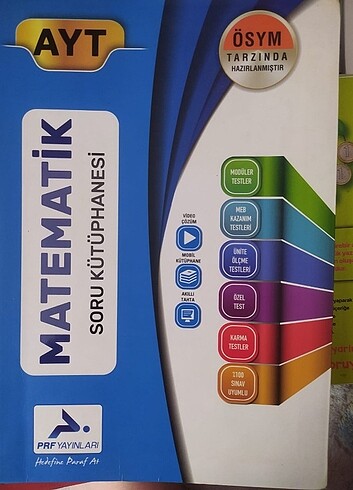 AYT
ÖSYM
TARZINDA
HAZIRLANMIŞTIR
MATEMATİK
SORU KÜTÜPHANESİ
VİDEO
ÇÖZÜM
MOBİL
KÜTÜPHANE
AKILLI
TAHTA
MODÜLER
TESTLER
MEB
KAZANIM
TESTLERİ
ÜNİTE
ÖLÇME
TESTLERİ
ÖZEL
TEST
KARMA
TESTLER
%100
SINAV
UYUMLU
PRF YAYINLARI
Hedefine Paraf At